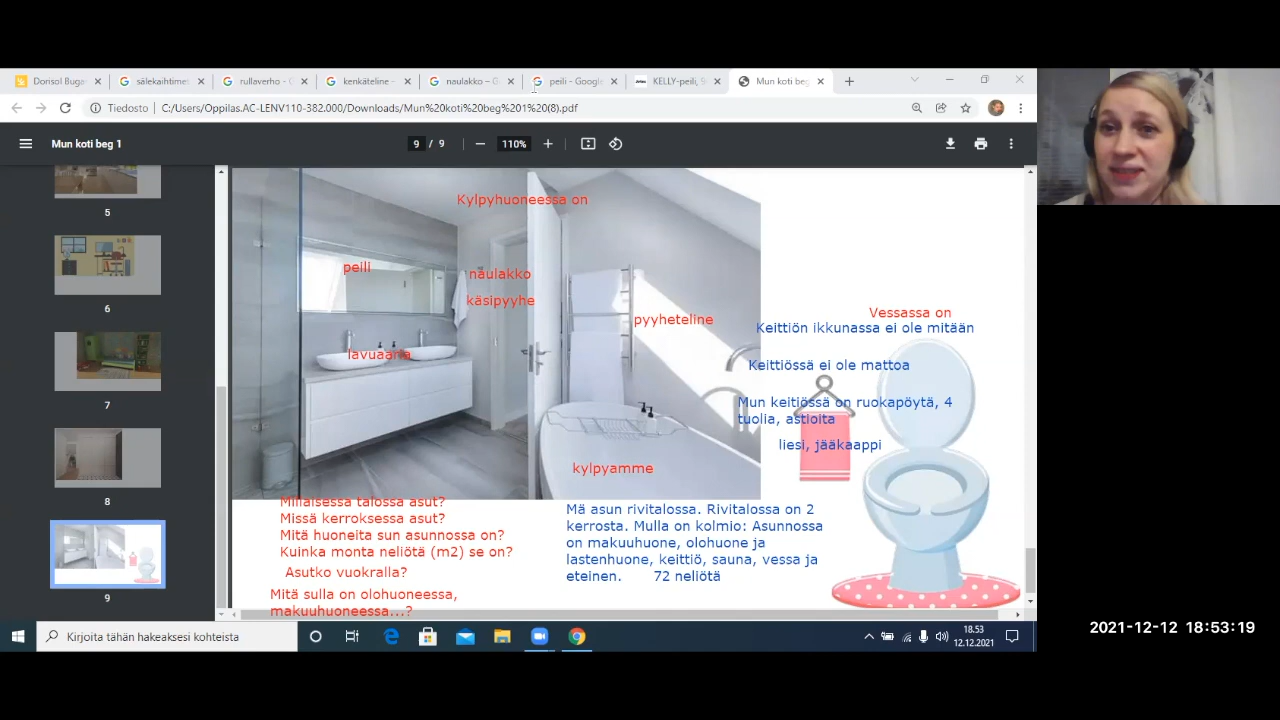 Dorisol Buga
sälekaihtimet
rullaverho - G
kenkäteline -
naulakko – G
peili - Google
KELLY-peili, 9
Mun koti beg
Tiedosto
C:/Users/Oppilas.AC-LENV110-382.000/Downloads/Mun%20koti%20beg%201%20(8).pdf
Mun koti beg 1
9 / 9
110%
5
6
7
8
9
Kylpyhuoneessa on
peili
naulakko
käsipyyhe
pyyheteline
lavuaaria
kylpyamme
Vessassa on
Keittiön ikkunassa ei ole mitään
Keittiössä ei ole mattoa
Mun keitiössä on ruokapöytä, 4
tuolia, astioita
liesi, jääkaappi
Millaisessa talossa asut?
Missä kerroksessa asut?
Mitä huoneita sun asunnossa on?
Kuinka monta neliötä (m2) se on?
Asutko vuokralla?
Mitä sulla on olohuoneessa,
makuuhuoneessa...?
Mä asun rivitalossa. Rivitalossa on 2
kerrosta. Mulla on kolmio: Asunnossa
on makuuhuone, olohuone ja
lastenhuone, keittiö, sauna, vessa ja
eteinen. 72 neliötä
Kirjoita tähän hakeaksesi kohteista
18.53
12.12.2021
2021-12-12 18:53:19